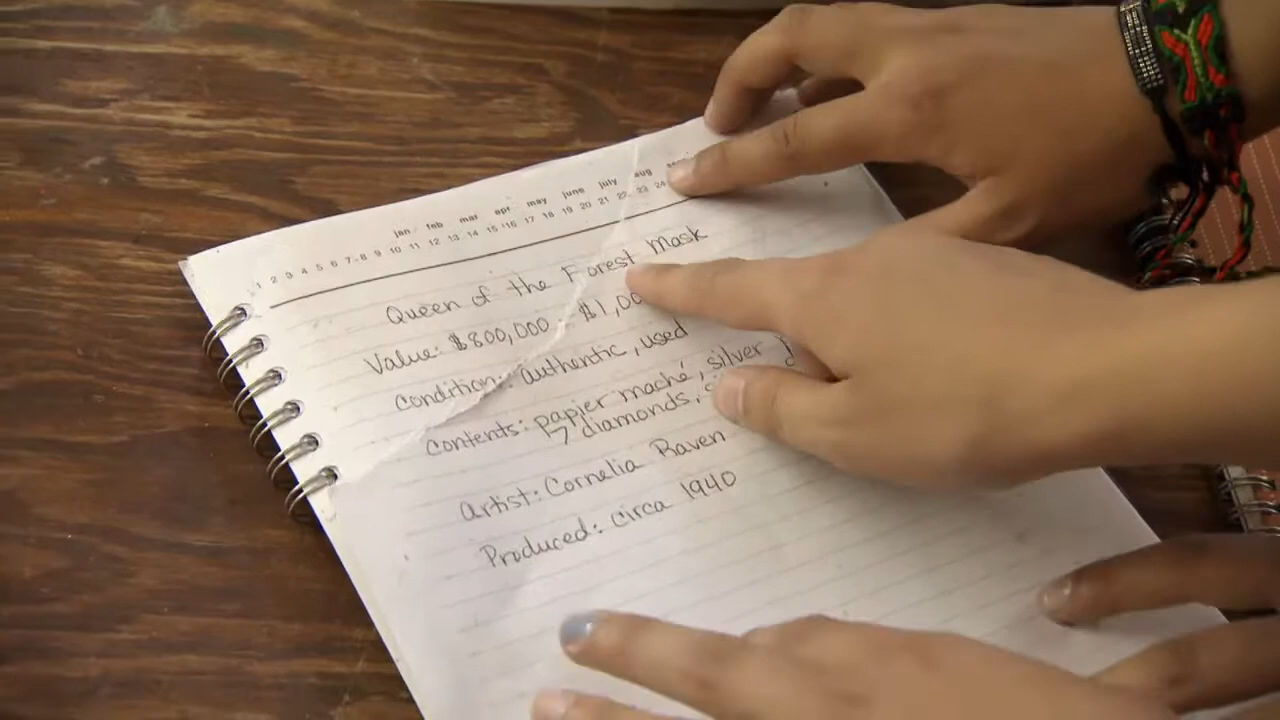 jan feb mar apr may june july aug
1 2 3 4 5 6 7 8 9 10 11 12 13 14 15 16 17 18 19 20 21 22 23 24
Queen of the Forest Mask
Value: $800,000 - $1,00
Condition: authentic, used
Contents: papier maché, silver
7 diamonds,
Artist: Cornelia Raven
Produced: circa 1940